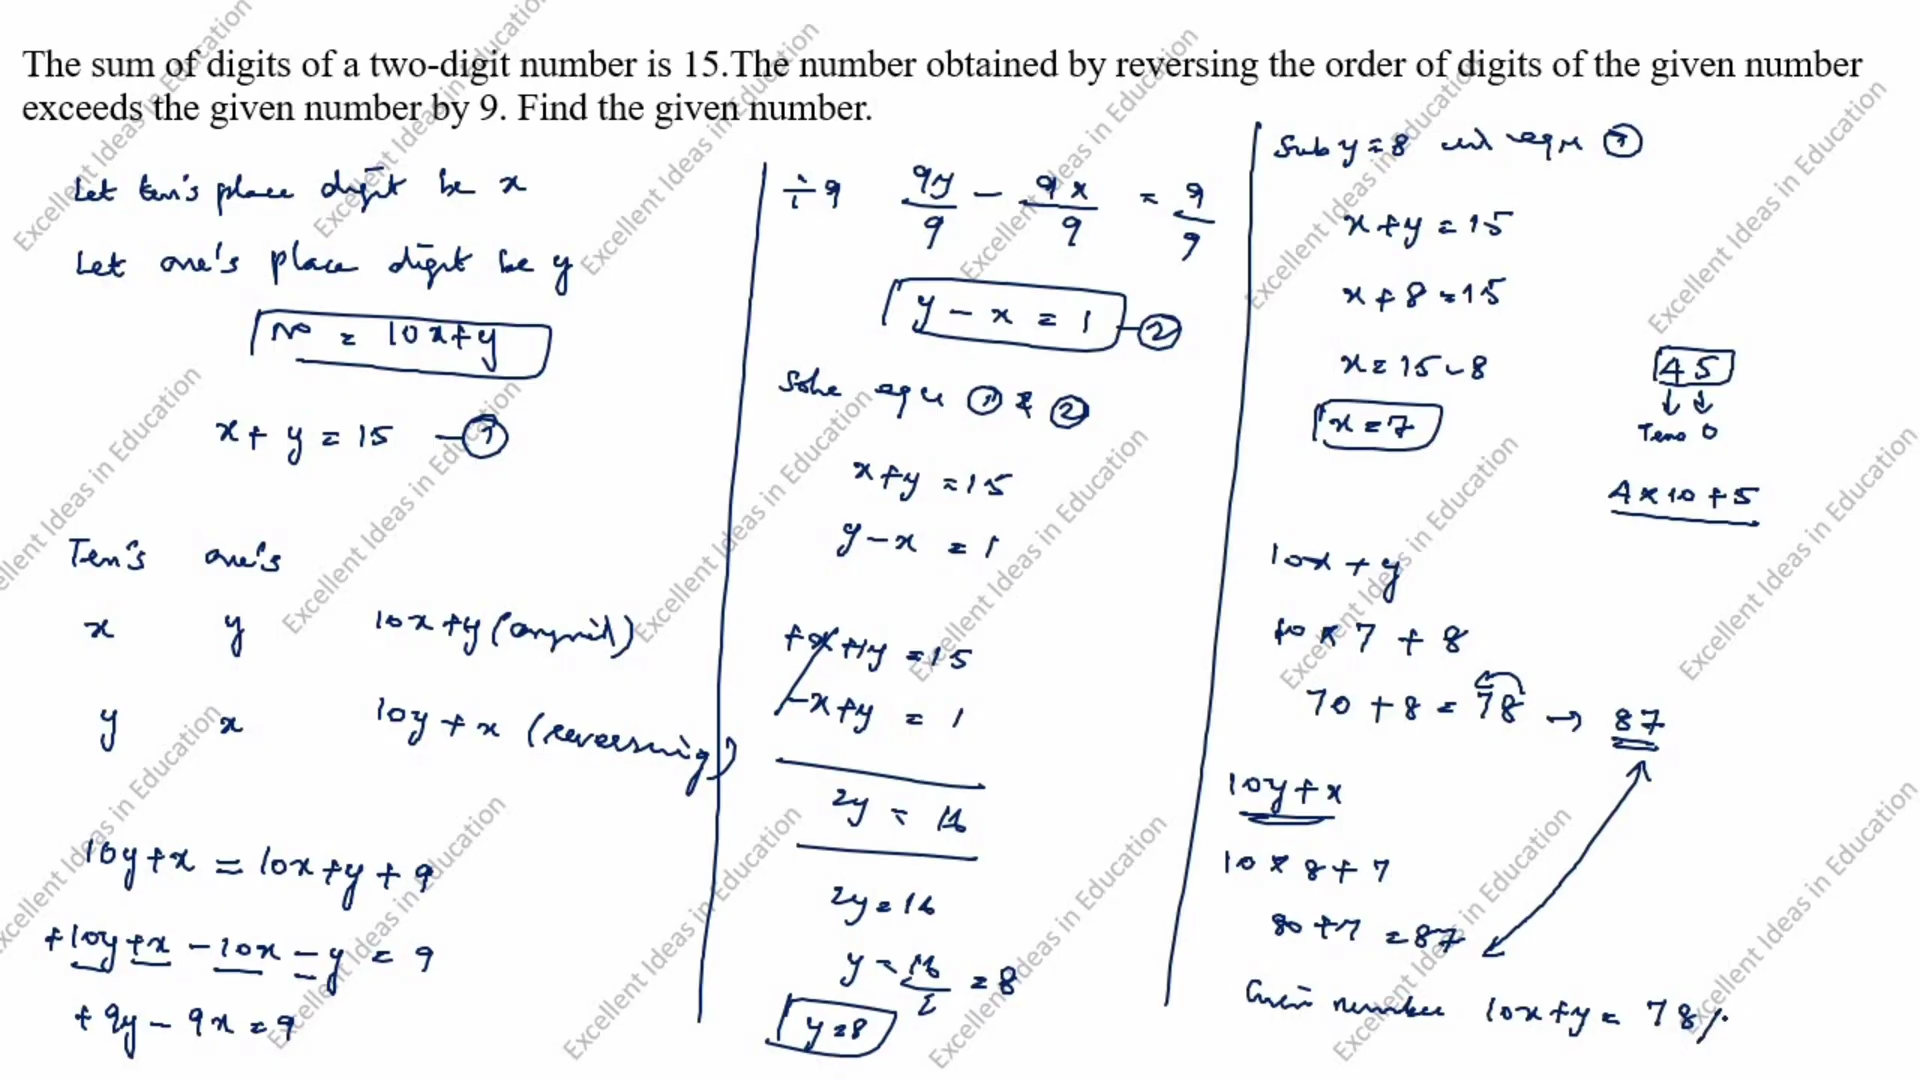 The sum of digits of a two-digit number is 15.The number obtained by reversing the order of digits of the given number
exceeds the given number by 9. Find the given number.
Let ten's place digit be x
Let one's place digit be y
No = 10x+y
x + y = 15 —①
Ten's one's
x y 10x+y (original)
y x 10y + x (reversing)
10y+x = 10x+y + 9
+10y+x - 10x - y = 9
+9y - 9x = 9
÷9 9y/9 - 9x/9 = 9/9
y - x = 1 —②
Solve equ ① & ②
x+y = 15
y-x = 1
+x+y = 15
-x+y = 1
2y = 16
2y = 16
y = 16/2 = 8
y = 8
Sub y = 8 in equ ①
x+y = 15
x+8 = 15
x = 15-8
x = 7
45
Tens O
4×10+5
10x + y
10 × 7 + 8
70 + 8 = 78 → 87
10y+x
10 × 8 + 7
80 + 7 = 87
Given number 10x+y = 78//.
Excellent Ideas in Education